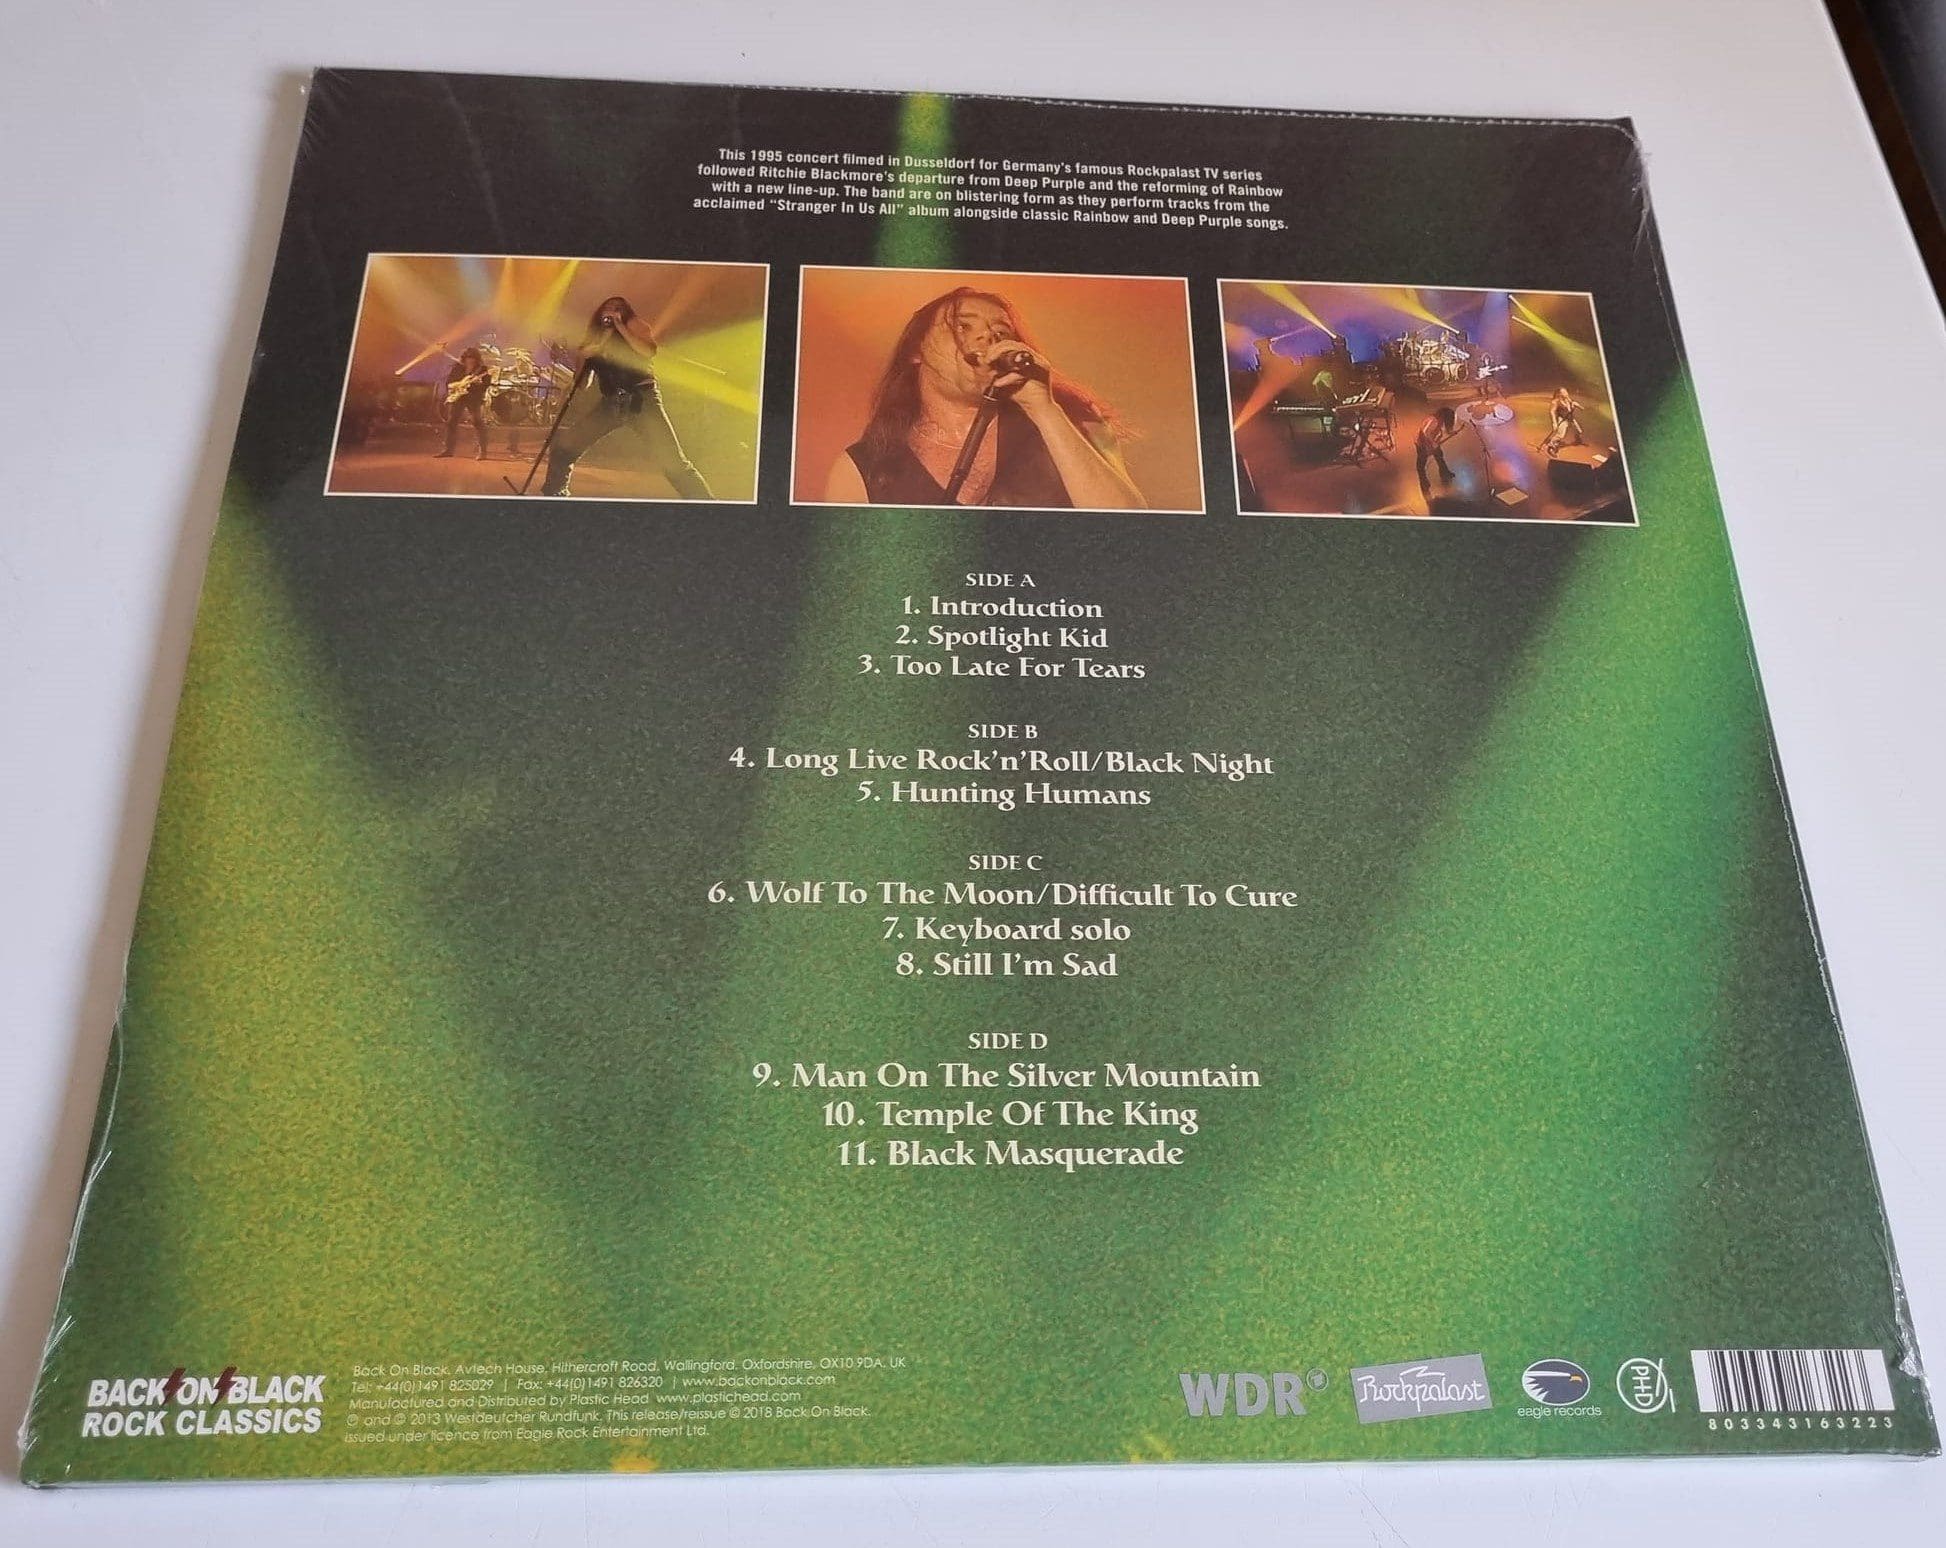 This 1995 concert filmed in Dusseldorf for Germany's famous Rockpalast TV series
followed Ritchie Blackmore's departure from Deep Purple and the reforming of Rainbow
with a new line-up. The band are on blistering form as they perform tracks from the
acclaimed “Stranger In Us All” album alongside classic Rainbow and Deep Purple songs.
SIDE A
1. Introduction
2. Spotlight Kid
3. Too Late For Tears
SIDE B
4. Long Live Rock'n'Roll/Black Night
5. Hunting Humans
SIDE C
6. Wolf To The Moon/Difficult To Cure
7. Keyboard solo
8. Still I'm Sad
SIDE D
9. Man On The Silver Mountain
10. Temple Of The King
11. Black Masquerade
BACK ON BLACK
ROCK CLASSICS
Back On Black, Avtech House, Hithercroft Road, Wallingford, Oxfordshire, OX10 9DA, UK
Tel: +44(0)1491 825029 | Fax: +44(0)1491 826320 | www.backonblack.com
Manufactured and Distributed by Plastic Head www.plastichead.com
℗ and © 2013 Westdeutcher Rundfunk. This release/reissue © 2018 Back On Black.
Issued under licence from Eagle Rock Entertainment Ltd.
WDR
Rockpalast
eagle records
PHD
803343163223